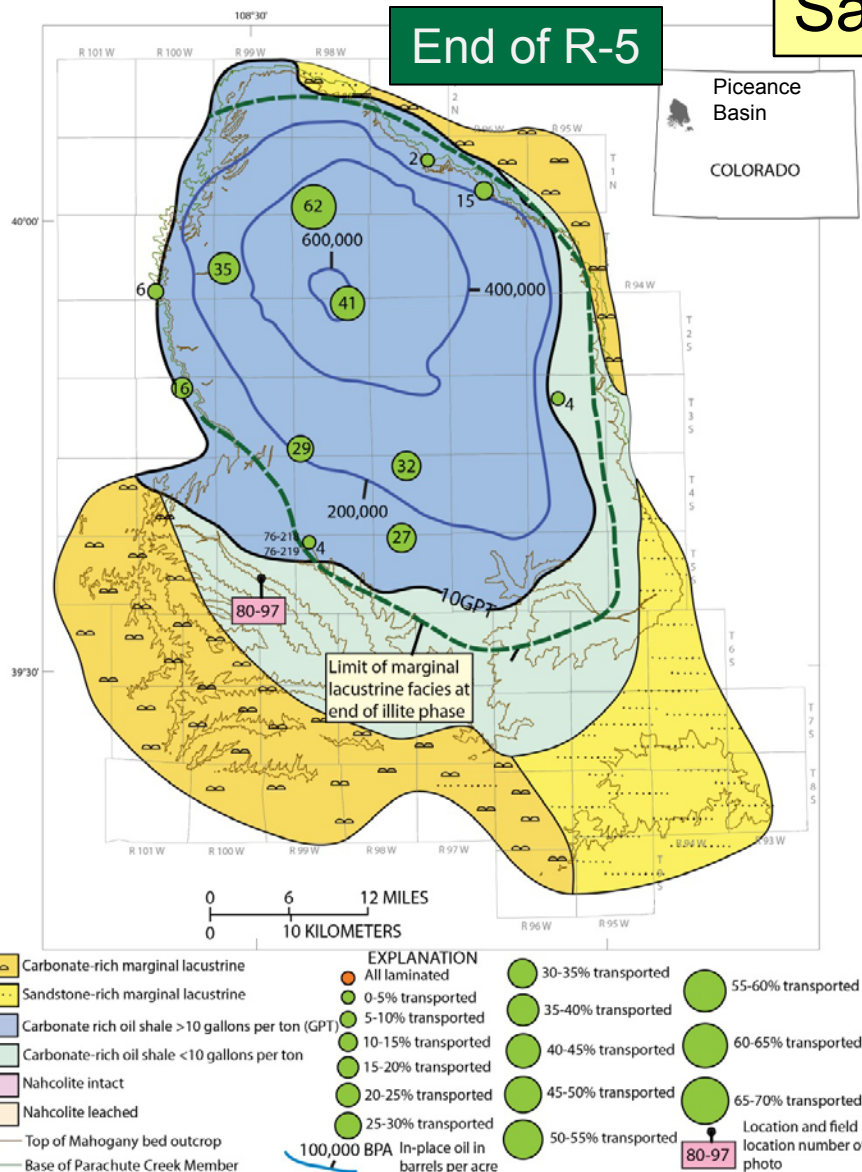 Sa
End of R-5
108°30'
R 101 W
R 100 W
R 99 W
R 98 W
2
N
R 96 W
R 95 W
T 1 N
Piceance
Basin
COLORADO
2
15
40°00'
62
600,000
35
400,000
R 94 W
6
41
T 2 S
16
4
T 3 S
29
32
T 4 S
200,000
27
76-218
76-219
4
T 5 S
10GPT
80-97
T 6 S
39°30'
Limit of marginal
lacustrine facies at
end of illite phase
T 7 S
T 8 S
R 101 W
R 100 W
R 99 W
R 98 W
R 97 W
R 94 W
R 93 W
R 96 W
R 95 W
0 6 12 MILES
0 10 KILOMETERS
EXPLANATION
Carbonate-rich marginal lacustrine
Sandstone-rich marginal lacustrine
Carbonate rich oil shale >10 gallons per ton (GPT)
Carbonate-rich oil shale <10 gallons per ton
Nahcolite intact
Nahcolite leached
Top of Mahogany bed outcrop
Base of Parachute Creek Member
All laminated
0-5% transported
5-10% transported
10-15% transported
15-20% transported
20-25% transported
25-30% transported
100,000 BPA
In-place oil in
barrels per acre
30-35% transported
35-40% transported
40-45% transported
45-50% transported
50-55% transported
55-60% transported
60-65% transported
65-70% transported
80-97
Location and field
location number o
photo